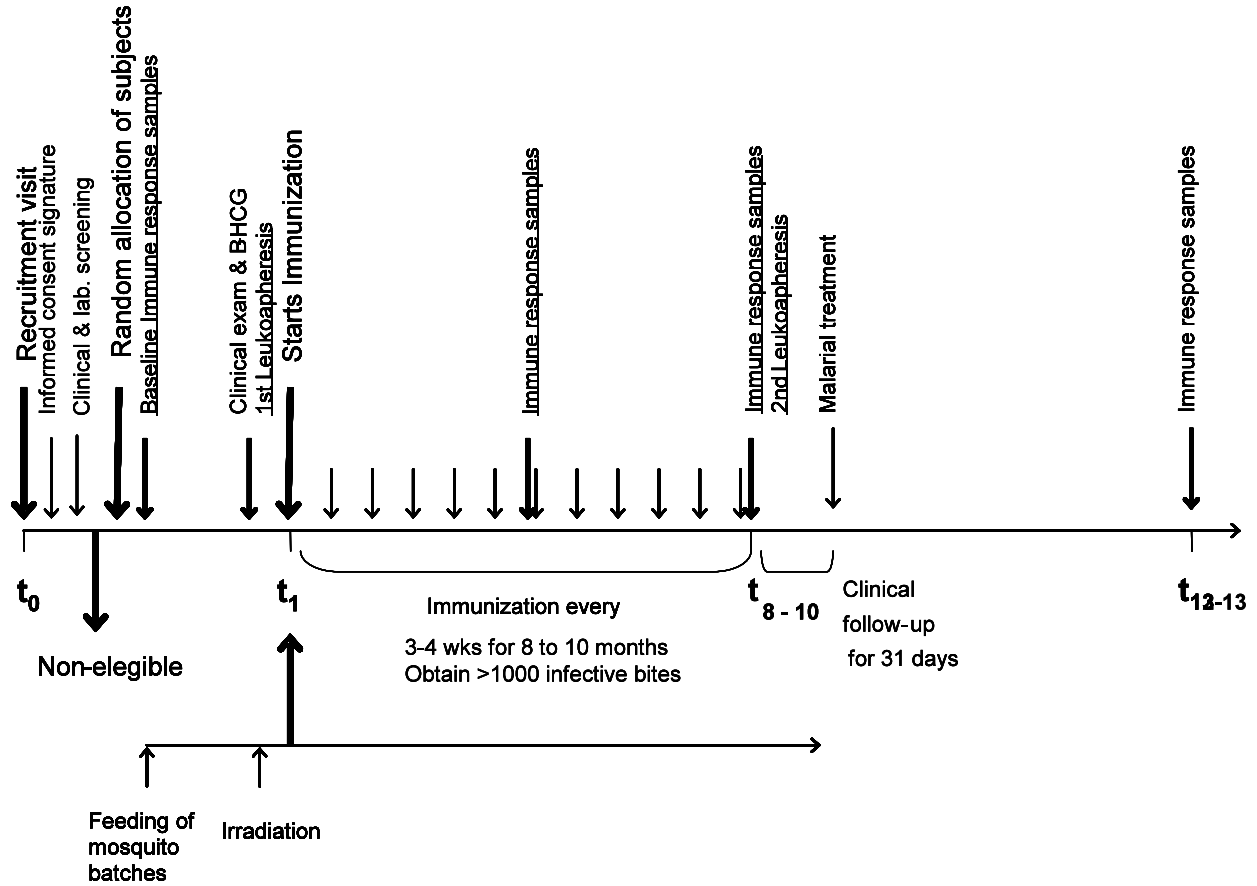 Recruitment visit
Informed consent signature
Clinical & lab. screening
Random allocation of subjects
Baseline Immune response samples
Clinical exam & BHCG
1st Leukoapheresis
Starts Immunization
Immune response samples
Immune response samples
2nd Leukoapheresis
Malarial treatment
Immune response samples
t0
t1
t 8 - 10
Non-elegible
Immunization every
3-4 wks for 8 to 10 months
Obtain >1000 infective bites
Clinical
follow-up
for 31 days
Feeding of
mosquito
batches
Irradiation